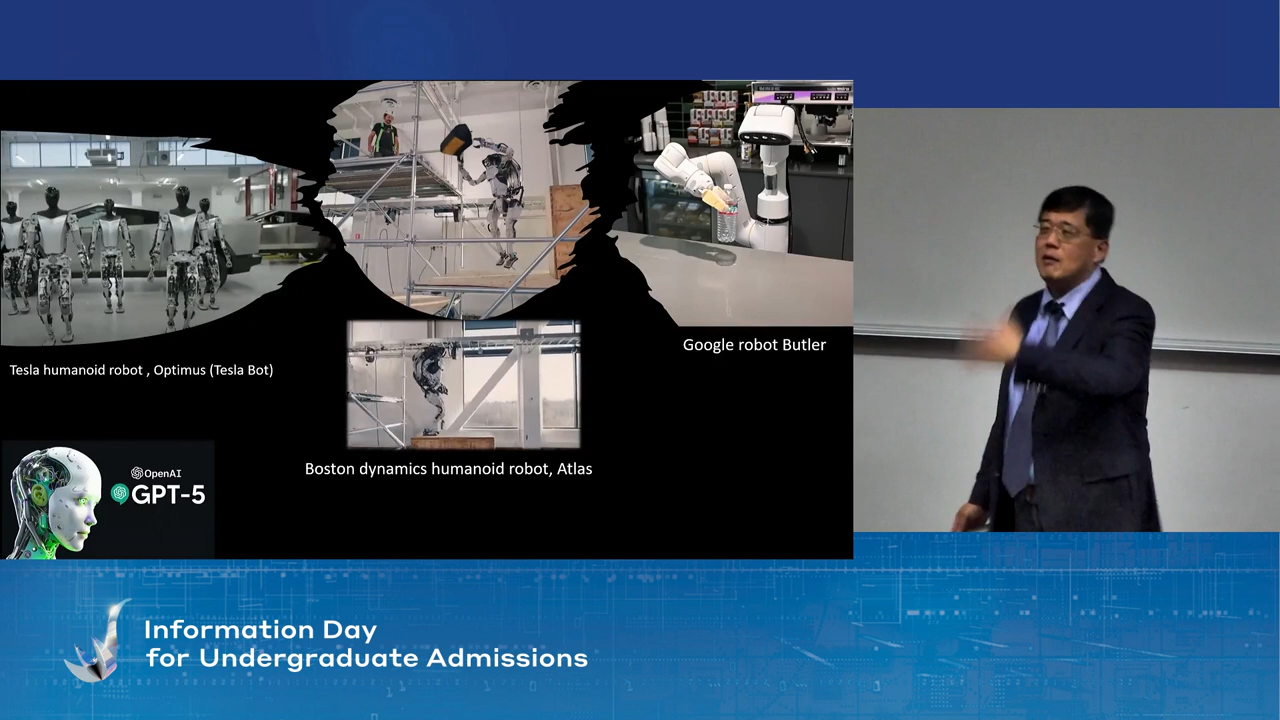 Google robot Butler
Tesla humanoid robot , Optimus (Tesla Bot)
Boston dynamics humanoid robot, Atlas
OpenAI
GPT-5
Information Day
for Undergraduate Admissions